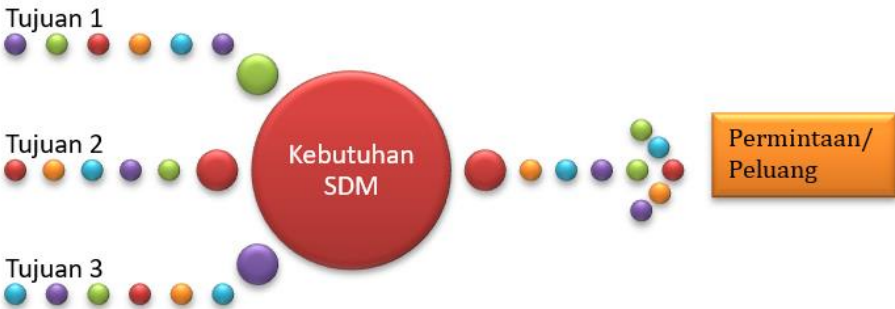 Tujuan 1
Tujuan 2
Tujuan 3
Kebutuhan
SDM
Permintaan/
Peluang